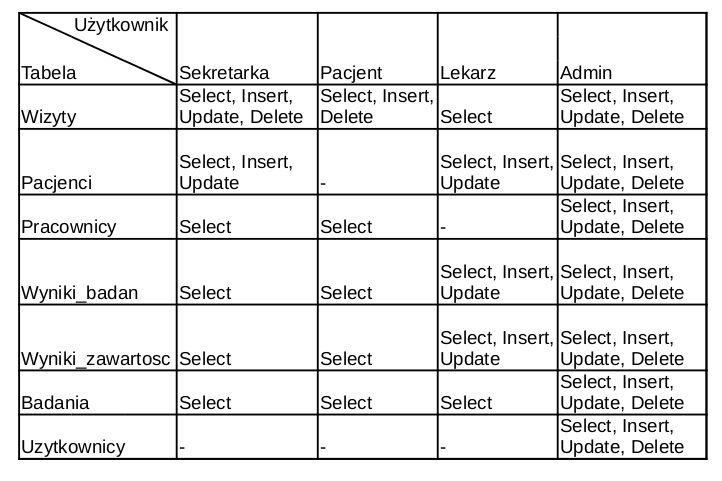 Użytkownik
Tabela Sekretarka Pacjent Lekarz Admin
Select, Insert, Select, Insert, Select, Insert,
Wizyty Update, Delete Delete Select Update, Delete
Select, Insert, Select, Insert, Select, Insert,
Pacjenci Update - Update Update, Delete
Select, Insert,
Pracownicy Select Select - Update, Delete
Select, Insert, Select, Insert,
Wyniki_badan Select Select Update Update, Delete
Select, Insert, Select, Insert,
Wyniki_zawartosc Select Select Update Update, Delete
Select, Insert,
Badania Select Select Select Update, Delete
Select, Insert,
Uzytkownicy - - - Update, Delete